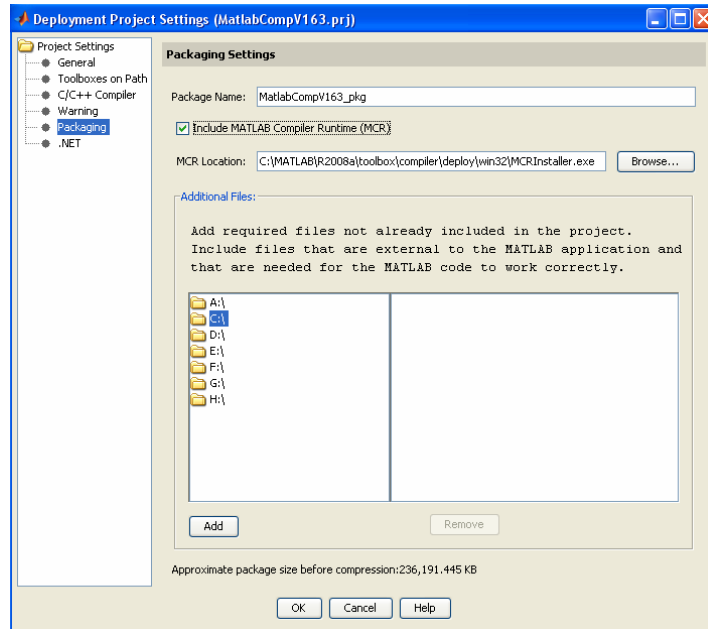 Deployment Project Settings (MatlabCompV163.prj)
Project Settings
General
Toolboxes on Path
C/C++ Compiler
Warning
Packaging
.NET
Packaging Settings
Package Name: MatlabCompV163_pkg
Include MATLAB Compiler Runtime (MCR)
MCR Location: C:\MATLAB\R2008a\toolbox\compiler\deploy\win32\MCRInstaller.exe Browse...
Additional Files:
Add required files not already included in the project.
Include files that are external to the MATLAB application and
that are needed for the MATLAB code to work correctly.
A:\
C:\
D:\
E:\
F:\
G:\
H:\
Add Remove
Approximate package size before compression:236,191.445 KB
OK Cancel Help